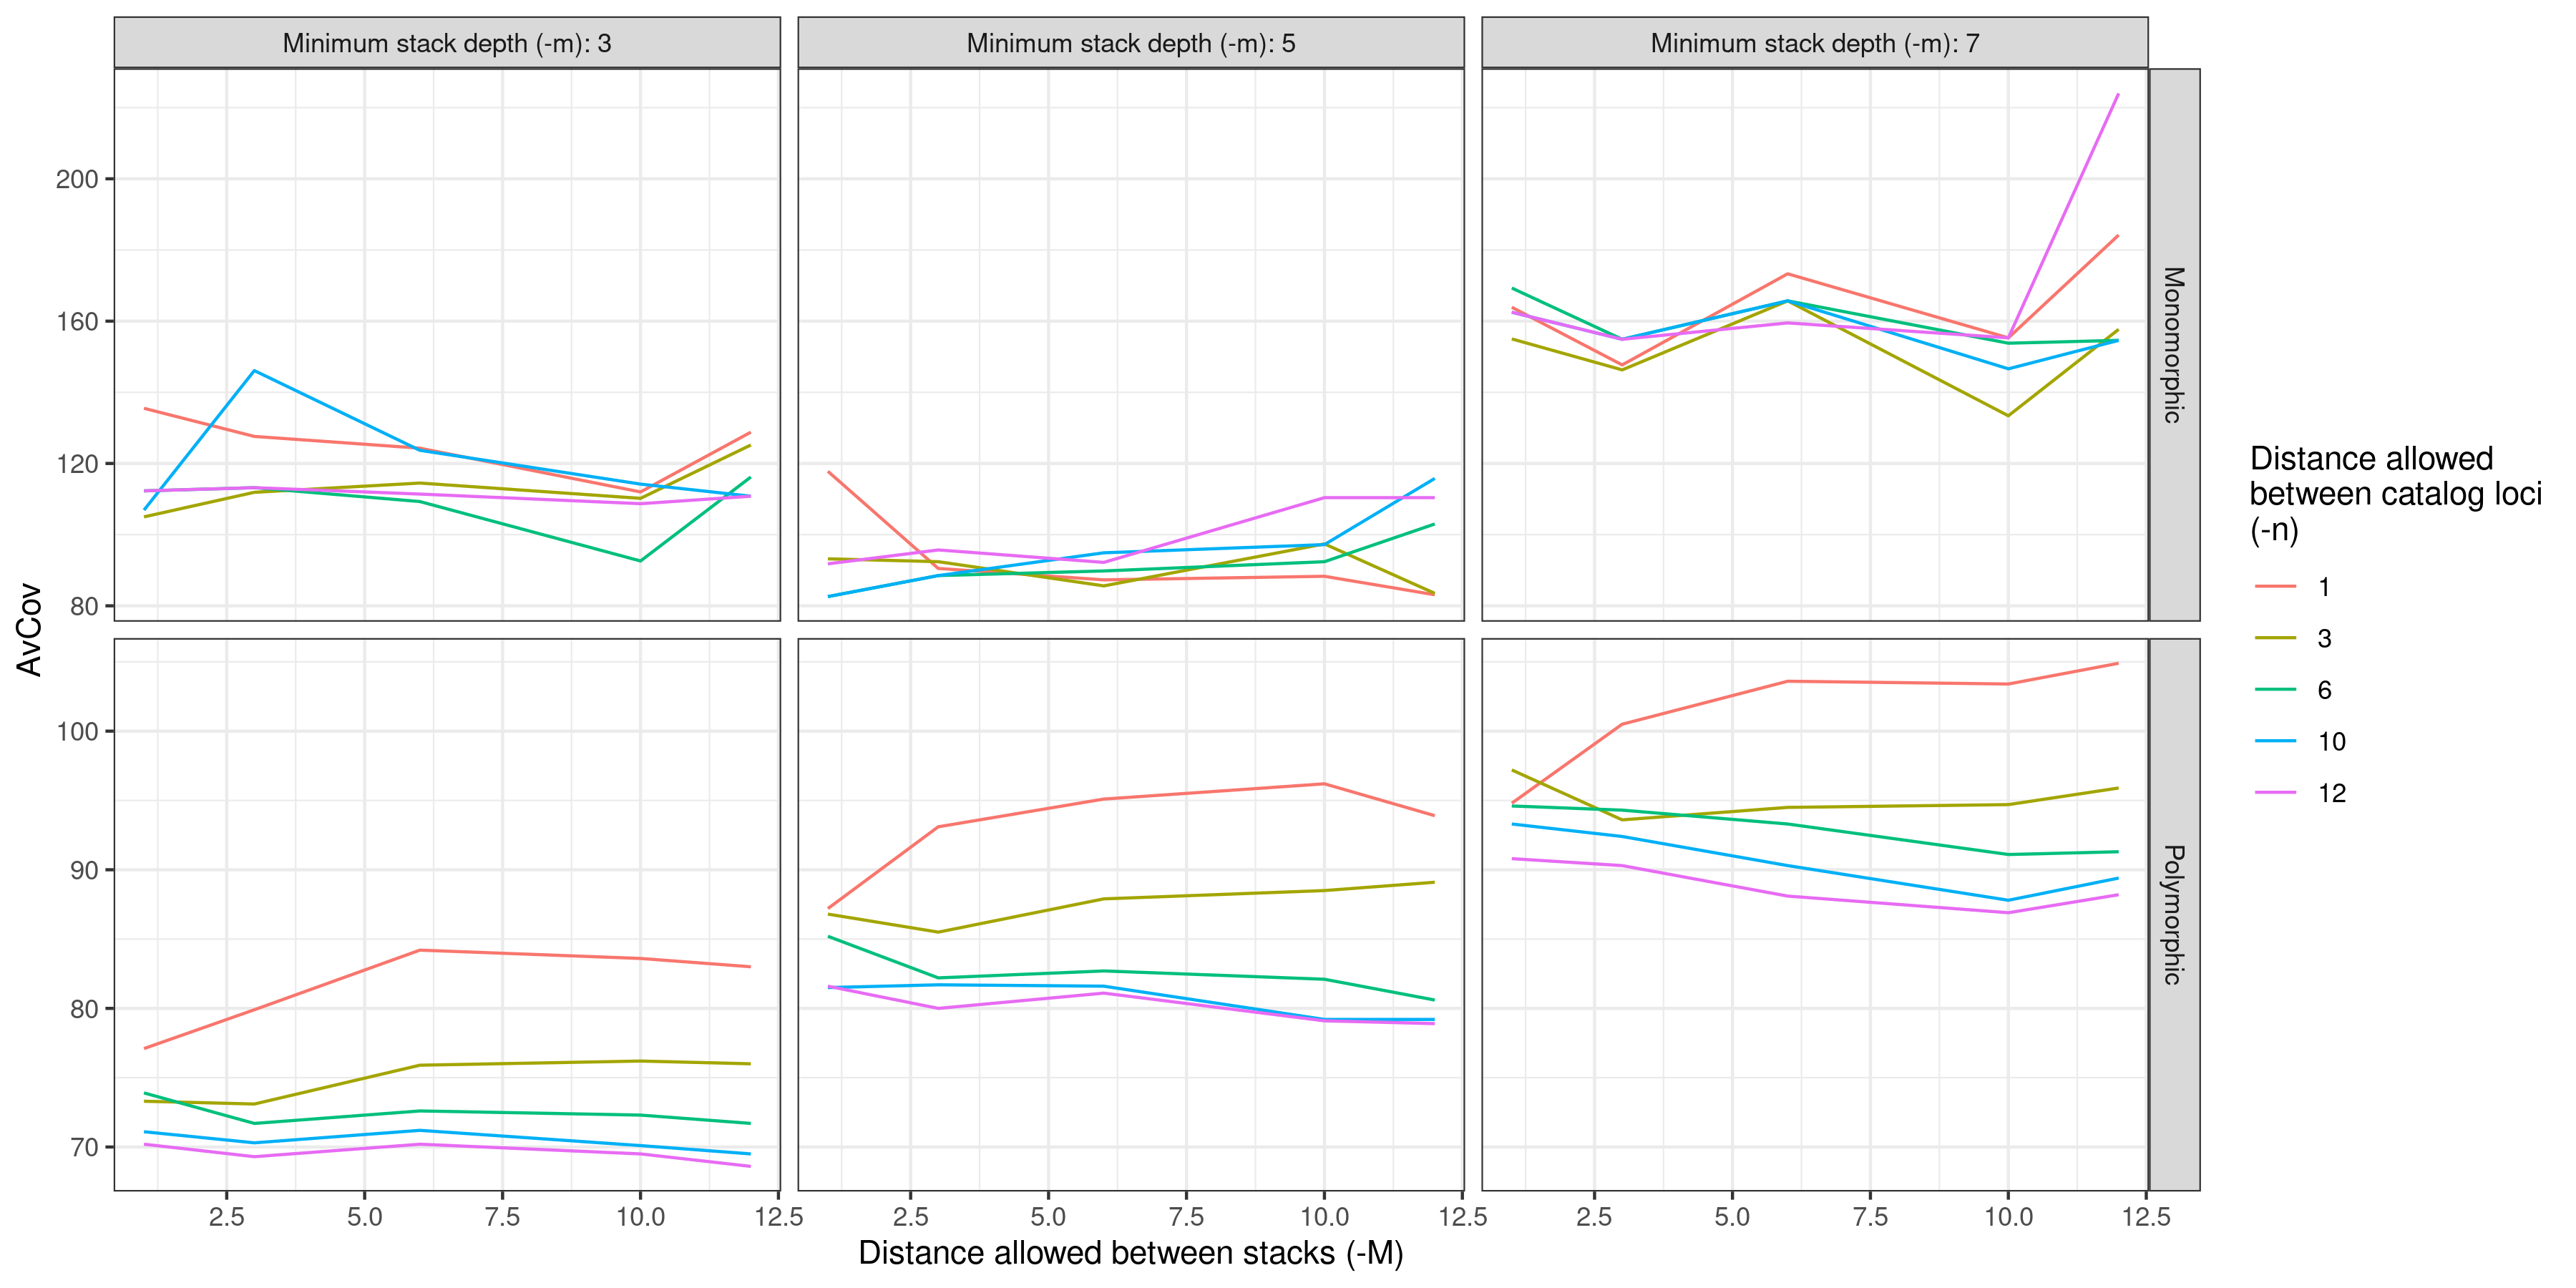 Minimum stack depth (-m): 3
Minimum stack depth (-m): 5
Minimum stack depth (-m): 7
200
160
120
80
Monomorphic
AvCov
100
90
80
70
Polymorphic
2.5 5.0 7.5 10.0 12.5
2.5 5.0 7.5 10.0 12.5
2.5 5.0 7.5 10.0 12.5
Distance allowed between stacks (-M)
Distance allowed
between catalog loci
(-n)
1
3
6
10
12